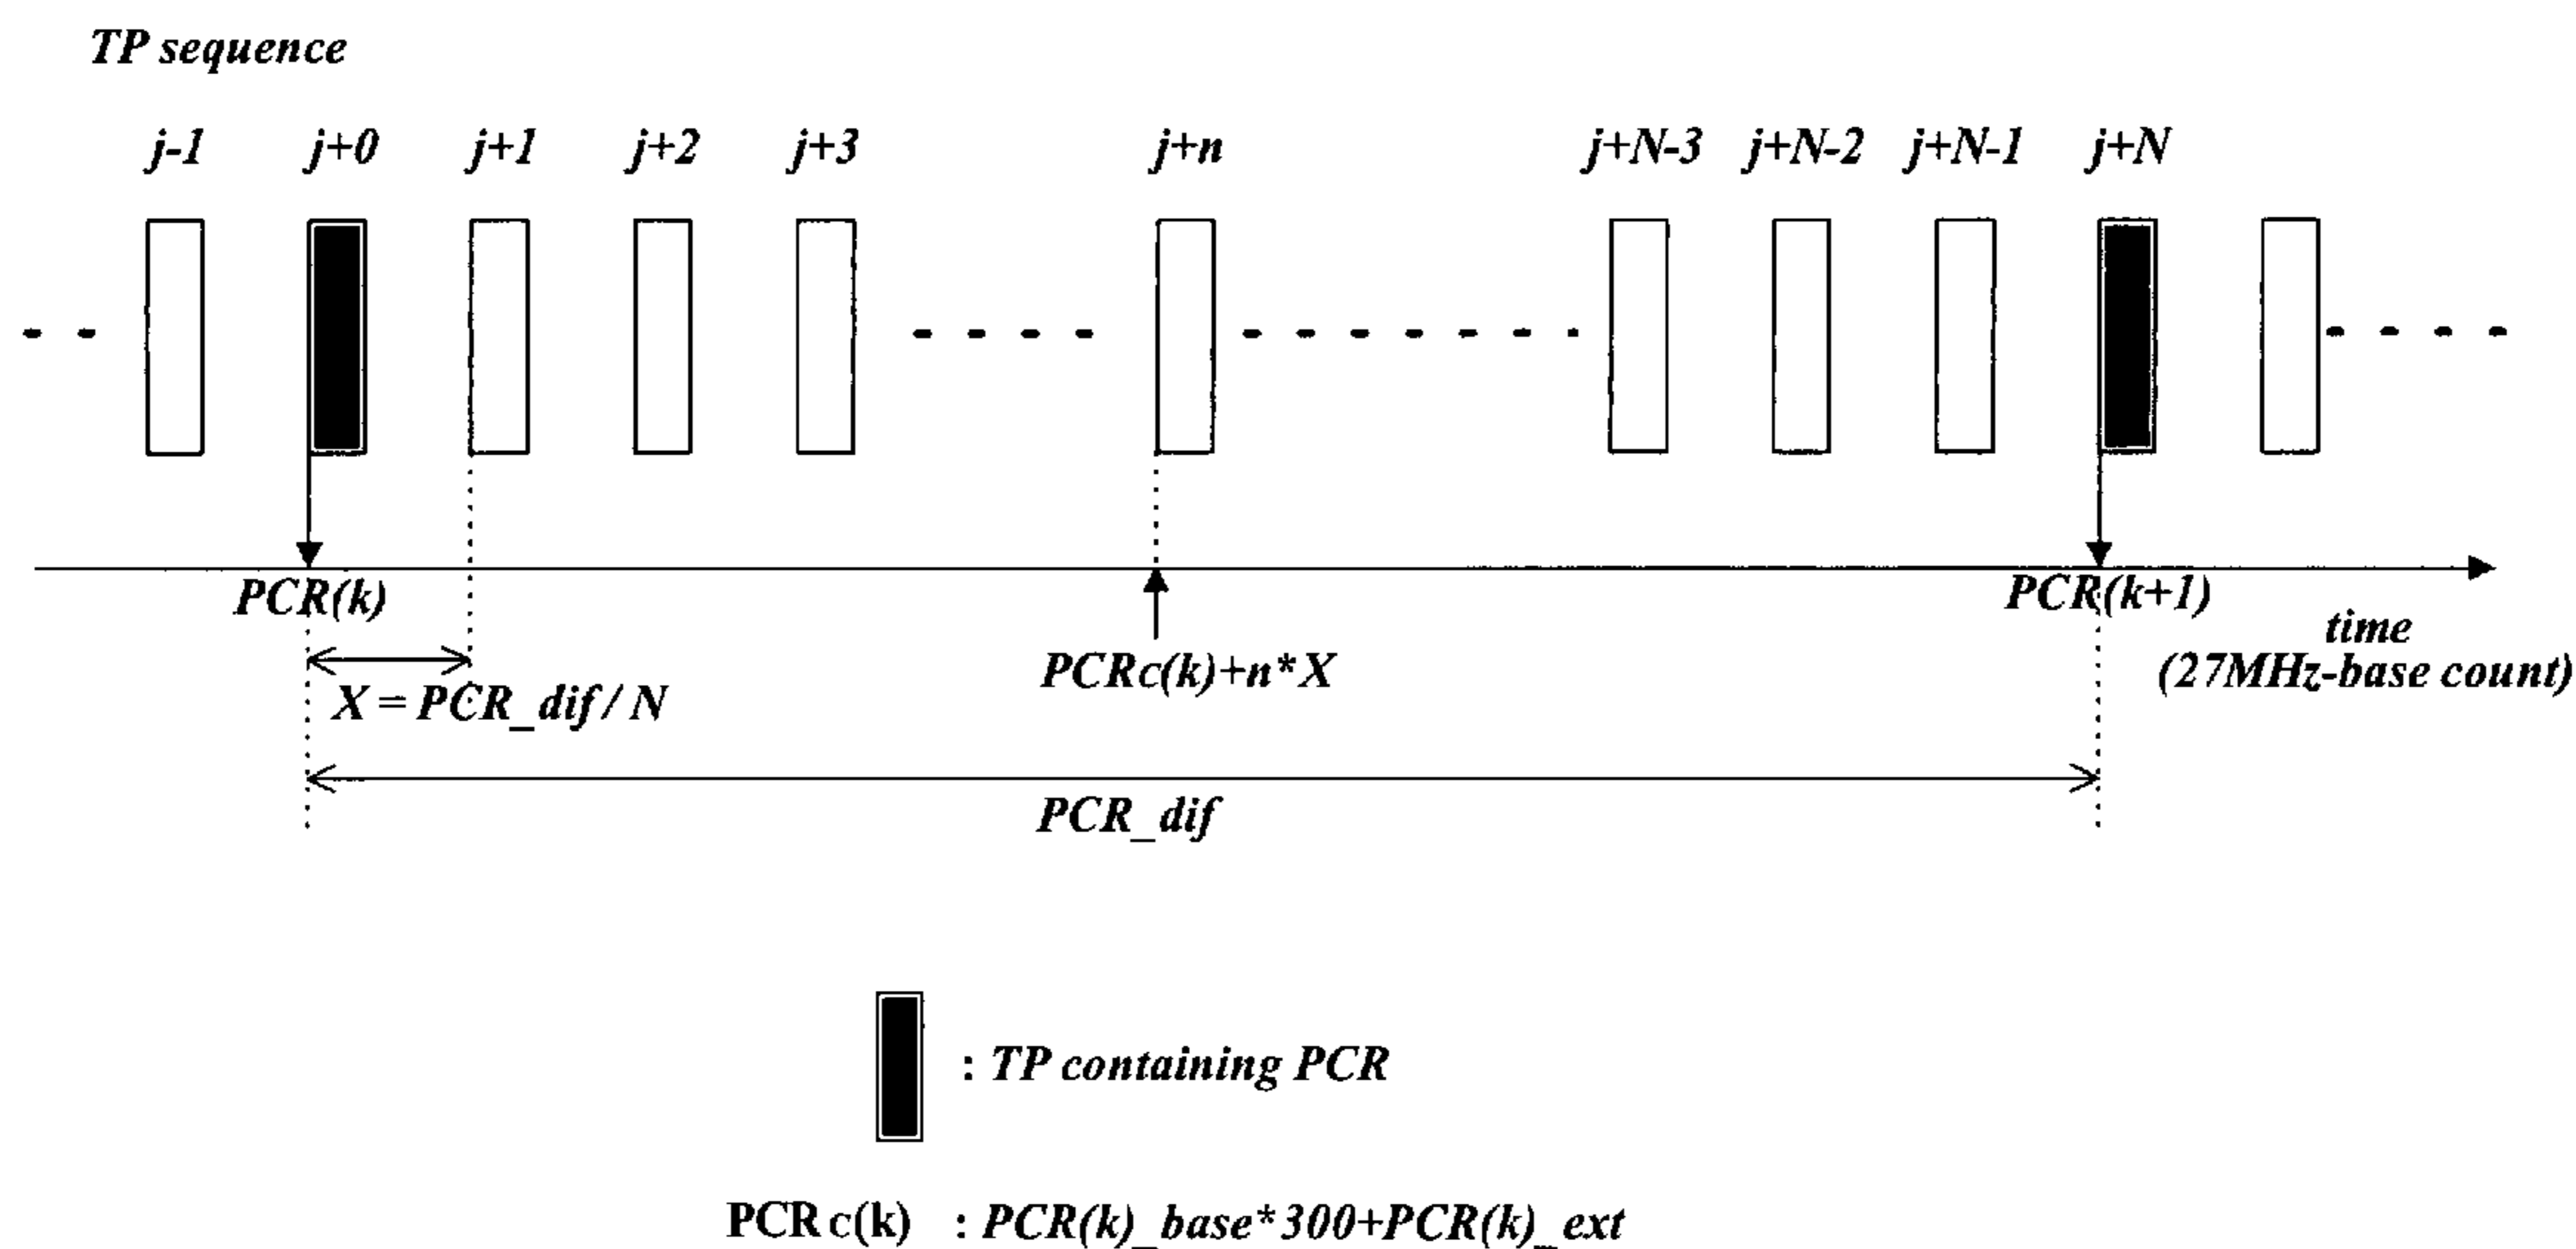 TP sequence
j-1 j+0 j+1 j+2 j+3 j+n j+N-3 j+N-2 j+N-1 j+N
PCR(k) PCR(k+1)
time
(27MHz-base count)
PCRc(k)+n*X
X = PCR_dif / N
PCR_dif
: TP containing PCR
PCRc(k) : PCR(k)_base*300+PCR(k)_ext